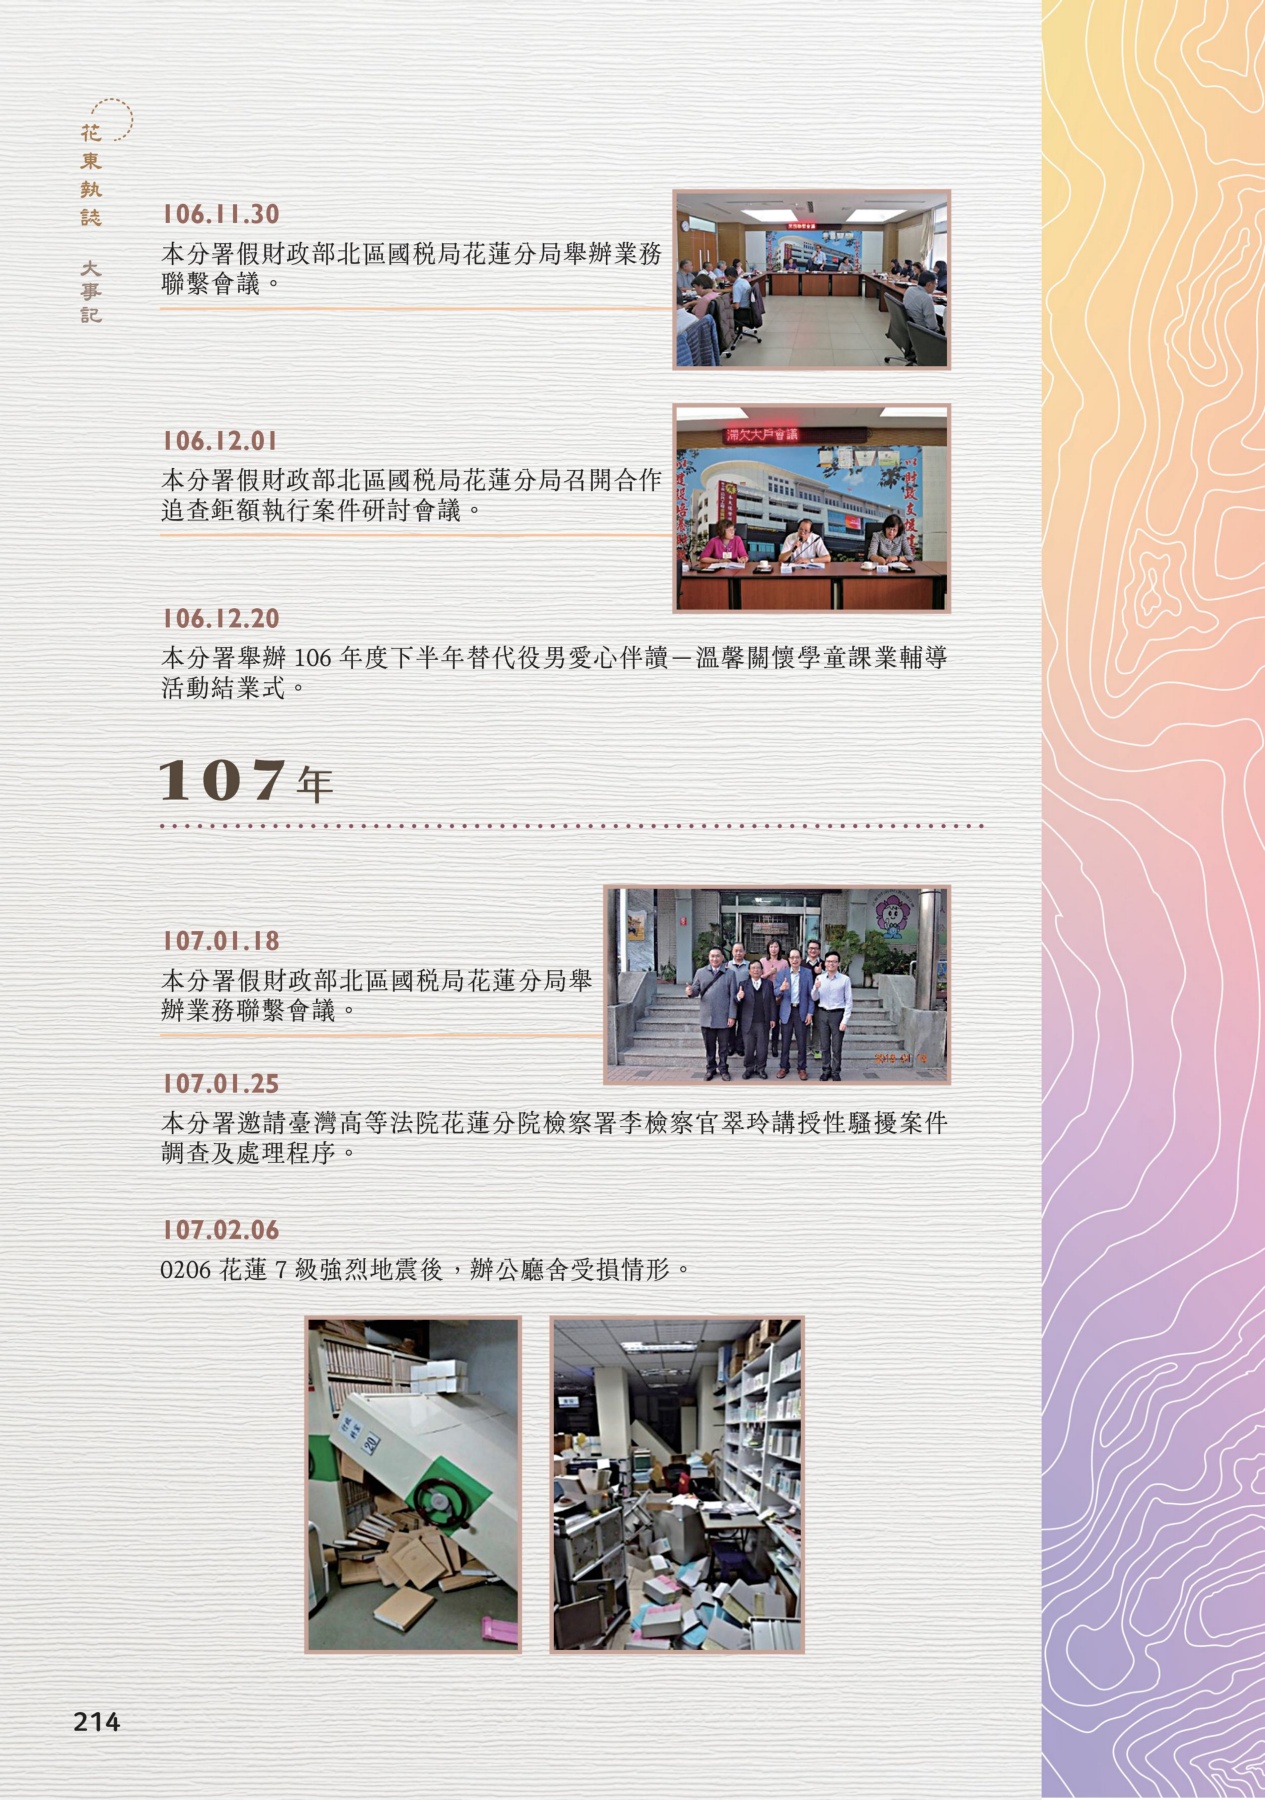 花東執誌 大事記
106.11.30
本分署假財政部北區國稅局花蓮分局舉辦業務
聯繫會議。
106.12.01
本分署假財政部北區國稅局花蓮分局召開合作
追查鉅額執行案件研討會議。
滯欠大戶會議
106.12.20
本分署舉辦 106 年度下半年替代役男愛心伴讀－溫馨關懷學童課業輔導
活動結業式。
107年
107.01.18
本分署假財政部北區國稅局花蓮分局舉
辦業務聯繫會議。
107.01.25
本分署邀請臺灣高等法院花蓮分院檢察署李檢察官翠玲講授性騷擾案件
調查及處理程序。
107.02.06
0206 花蓮 7 級強烈地震後，辦公廳舍受損情形。
20
214